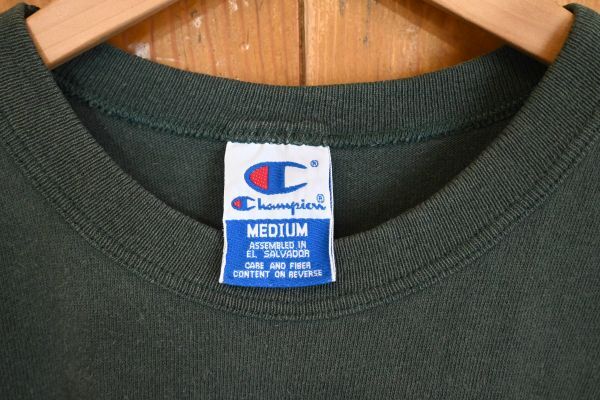 ®
Champion®
MEDIUM
ASSEMBLED IN
EL SALVADOR
CARE AND FIBER
CONTENT ON REVERSE